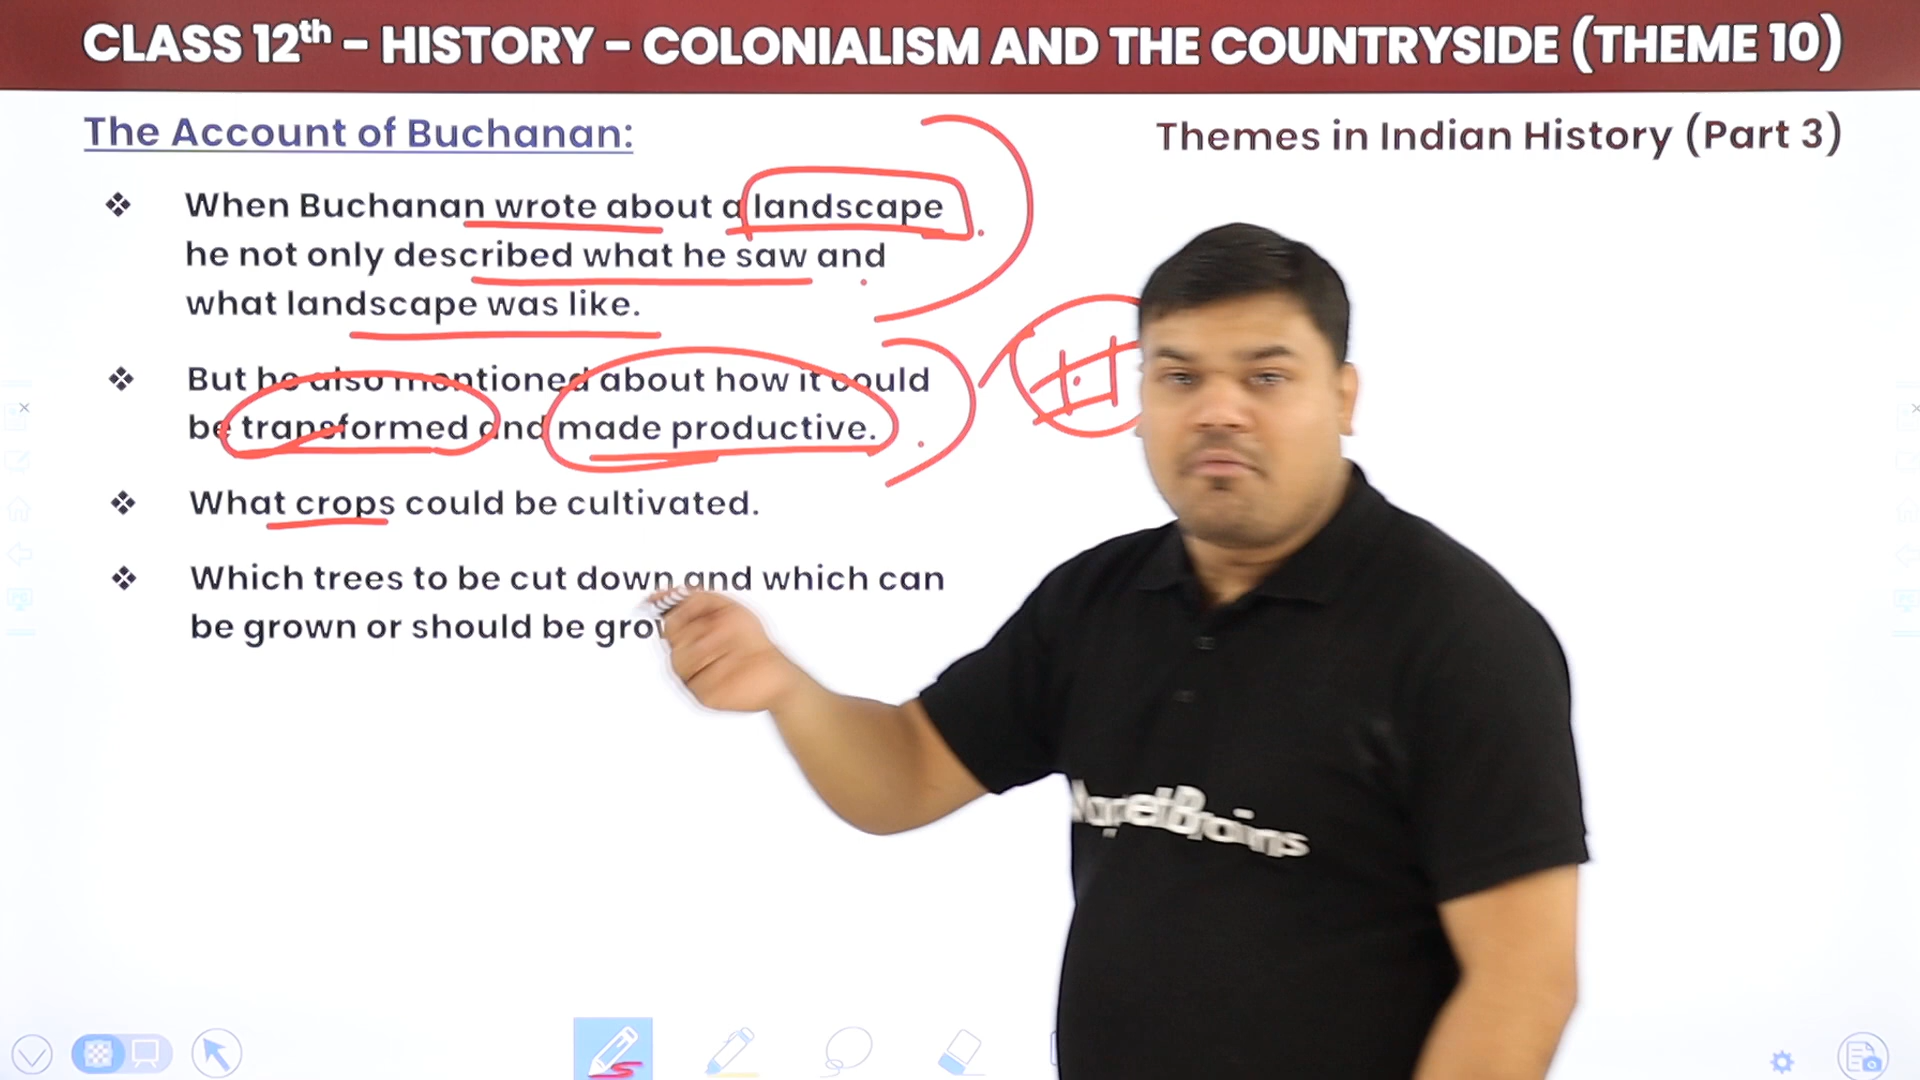 CLASS 12th - HISTORY - COLONIALISM AND THE COUNTRYSIDE (THEME 10)
The Account of Buchanan:
Themes in Indian History (Part 3)
❖ When Buchanan wrote about a landscape
he not only described what he saw and
what landscape was like.
❖ But he also mentioned about how it could
be transformed and made productive.
❖ What crops could be cultivated.
❖ Which trees to be cut down and which can
be grown or should be